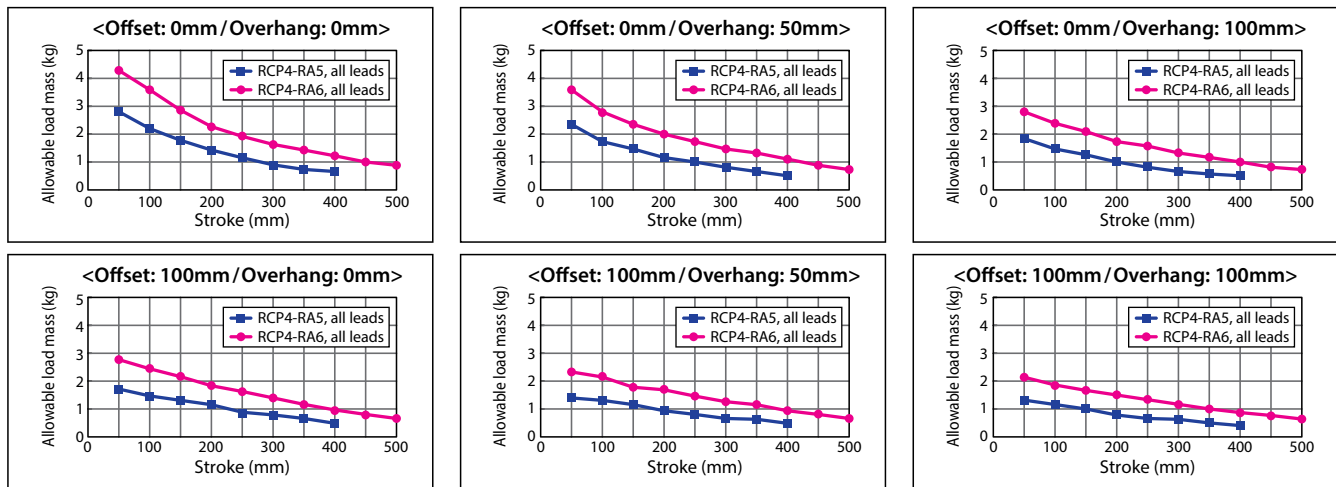 <Offset: 0mm / Overhang: 0mm>
Allowable load mass (kg)
5
4
3
2
1
0
RCP4-RA5, all leads
RCP4-RA6, all leads
0 100 200 300 400 500
Stroke (mm)
<Offset: 0mm / Overhang: 50mm>
Allowable load mass (kg)
5
4
3
2
1
0
RCP4-RA5, all leads
RCP4-RA6, all leads
0 100 200 300 400 500
Stroke (mm)
<Offset: 0mm / Overhang: 100mm>
Allowable load mass (kg)
5
4
3
2
1
0
RCP4-RA5, all leads
RCP4-RA6, all leads
0 100 200 300 400 500
Stroke (mm)
<Offset: 100mm / Overhang: 0mm>
Allowable load mass (kg)
5
4
3
2
1
0
RCP4-RA5, all leads
RCP4-RA6, all leads
0 100 200 300 400 500
Stroke (mm)
<Offset: 100mm / Overhang: 50mm>
Allowable load mass (kg)
5
4
3
2
1
0
RCP4-RA5, all leads
RCP4-RA6, all leads
0 100 200 300 400 500
Stroke (mm)
<Offset: 100mm / Overhang: 100mm>
Allowable load mass (kg)
5
4
3
2
1
0
RCP4-RA5, all leads
RCP4-RA6, all leads
0 100 200 300 400 500
Stroke (mm)